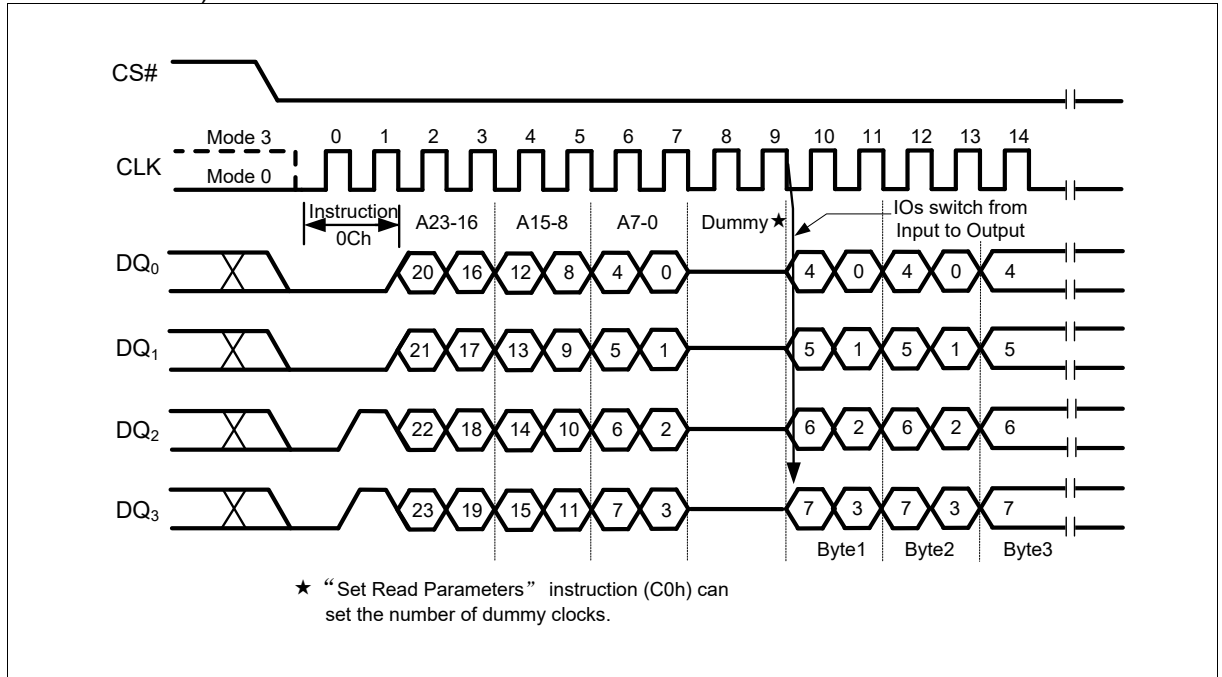 CS#
0 1 2 3 4 5 6 7 8 9 10 11 12 13 14
Mode 3
CLK
Mode 0
Instruction
0Ch
A23-16 A15-8 A7-0 Dummy★
IOs switch from
Input to Output
DQ0 20 16 12 8 4 0 4 0 4 0 4
DQ1 21 17 13 9 5 1 5 1 5 1 5
DQ2 22 18 14 10 6 2 6 2 6 2 6
DQ3 23 19 15 11 7 3 7 3 7 3 7
Byte1 Byte2 Byte3
★ “Set Read Parameters” instruction (C0h) can
set the number of dummy clocks.